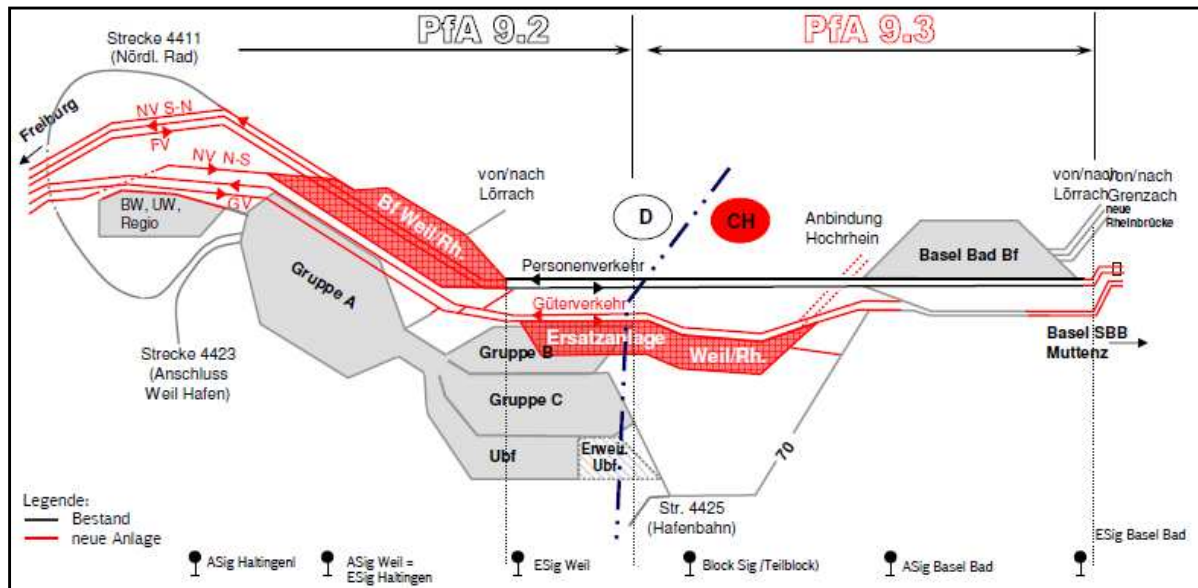 PfA 9.2
PfA 9.3
Strecke 4411
(Nördl. Rad)
Freiburg
NV S-N
FV
NV N-S
GV
BW, UW,
Regio
Bf Weil/Rh.
von/nach
Lörrach
D
CH
Anbindung
Hochrhein
von/nach
Lörrach
von/nach
Grenzach
neue
Rheinbrücke
Basel Bad Bf
Personenverkehr
Güterverkehr
Gruppe A
Ersatzanlage
Weil/Rh.
Gruppe B
Gruppe C
Ubf
Erweit.
Ubf
Basel SBB
Muttenz
Strecke 4423
(Anschluss
Weil Hafen)
70
Str. 4425
(Hafenbahn)
Legende:
Bestand
neue Anlage
ASig Haltingenl
ASig Weil =
ESig Haltingen
ESig Weil
Block Sig /Teilblock)
ASig Basel Bad
ESig Basel Bad